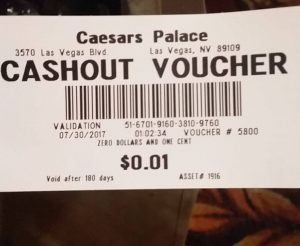 Caesars Palace
3570 Las Vegas Blvd. Las Vegas, NV 89109
CASHOUT VOUCHER
VALIDATION 51-6701-9160-3810-9760
07/30/2017 01:02:34 VOUCHER # 5800
ZERO DOLLARS AND ONE CENT
$0.01
Void after 180 days ASSET# 1916